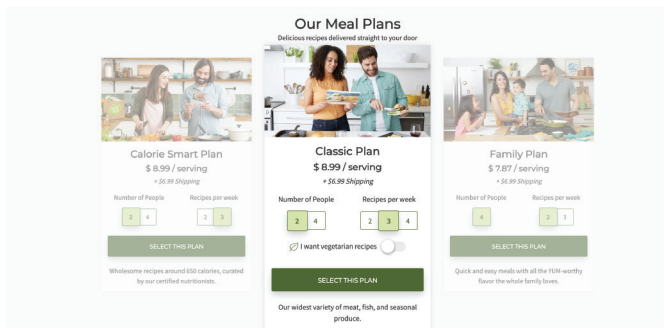 Our Meal Plans
Delicious recipes delivered straight to your door
Calorie Smart Plan
$ 8.99 / serving
+ $6.99 Shipping
Number of People Recipes per week
2 4 2 3
SELECT THIS PLAN
Wholesome recipes around 650 calories, curated
by our certified nutritionists.
Classic Plan
$ 8.99 / serving
+ $6.99 Shipping
Number of People Recipes per week
2 4 2 3 4
I want vegetarian recipes
SELECT THIS PLAN
Our widest variety of meat, fish, and seasonal
produce.
Family Plan
$ 7.87 / serving
+ $6.99 Shipping
Number of People Recipes per week
4 2 3
SELECT THIS PLAN
Quick and easy meals with all the YUM-worthy
flavor the whole family loves.